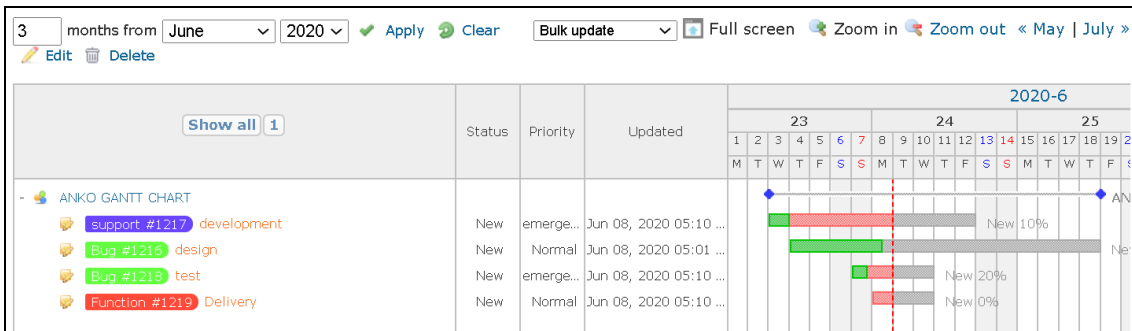 3 months from June 2020 Apply Clear Bulk update Full screen Zoom in Zoom out « May | July »
Edit Delete
2020-6
Show all 1 Status Priority Updated
23 24 25
1 2 3 4 5 6 7 8 9 10 11 12 13 14 15 16 17 18 19 2
M T W T F S S M T W T F S S M T W T F S
- ANKO GANTT CHART AN
support #1217 development New emerge... Jun 08, 2020 05:10 ... New 10%
Bug #1216 design New Normal Jun 08, 2020 05:01 ... Ne
Bug #1218 test New emerge... Jun 08, 2020 05:10 ... New 20%
Function #1219 Delivery New Normal Jun 08, 2020 05:10 ... New 0%